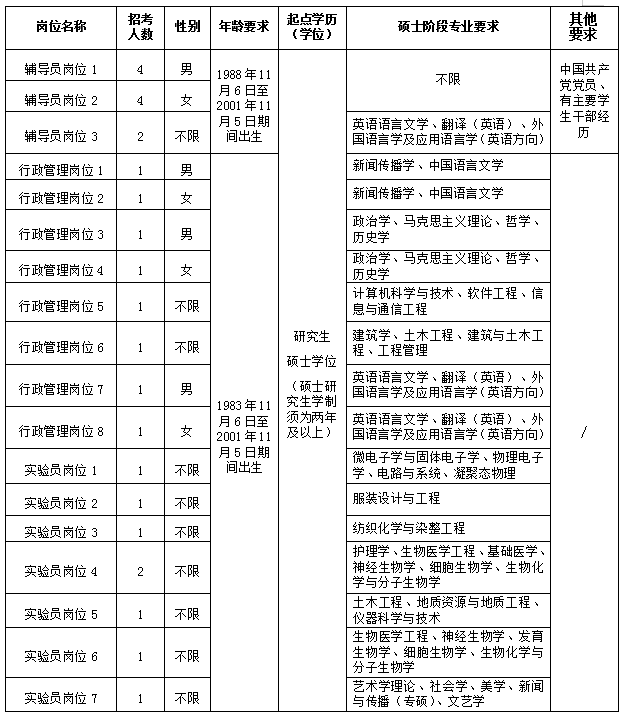 岗位名称 招考人数 性别 年龄要求 起点学历（学位） 硕士阶段专业要求 其他要求
辅导员岗位 1 4 男 1988 年 11 月 6 日至 2001 年 11 月 5 日期间出生 研究生 硕士学位（硕士研究生学制须为两年及以上） 不限 中国共产党党员、有主要学生干部经历
辅导员岗位 2 4 女
辅导员岗位 3 2 不限 英语语言文学、翻译（英语）、外国语言学及应用语言学（英语方向）
行政管理岗位 1 1 男 1983 年 11 月 6 日至 2001 年 11 月 5 日期间出生 新闻传播学、中国语言文学 /
行政管理岗位 2 1 女 新闻传播学、中国语言文学
行政管理岗位 3 1 男 政治学、马克思主义理论、哲学、历史学
行政管理岗位 4 1 女 政治学、马克思主义理论、哲学、历史学
行政管理岗位 5 1 不限 计算机科学与技术、软件工程、信息与通信工程
行政管理岗位 6 1 不限 建筑学、土木工程、建筑与土木工程、工程管理
行政管理岗位 7 1 男 英语语言文学、翻译（英语）、外国语言学及应用语言学（英语方向）
行政管理岗位 8 1 女 英语语言文学、翻译（英语）、外国语言学及应用语言学（英语方向）
实验员岗位 1 1 不限 微电子学与固体电子学、物理电子学、电路与系统、凝聚态物理
实验员岗位 2 1 不限 服装设计与工程
实验员岗位 3 1 不限 纺织化学与染整工程
实验员岗位 4 2 不限 护理学、生物医学工程、基础医学、神经生物学、细胞生物学、生物化学与分子生物学
实验员岗位 5 1 不限 土木工程、地质资源与地质工程、仪器科学与技术
实验员岗位 6 1 不限 生物医学工程、神经生物学、发育生物学、细胞生物学、生物化学与分子生物学
实验员岗位 7 1 不限 艺术学理论、社会学、美学、新闻与传播（专硕）、文艺学